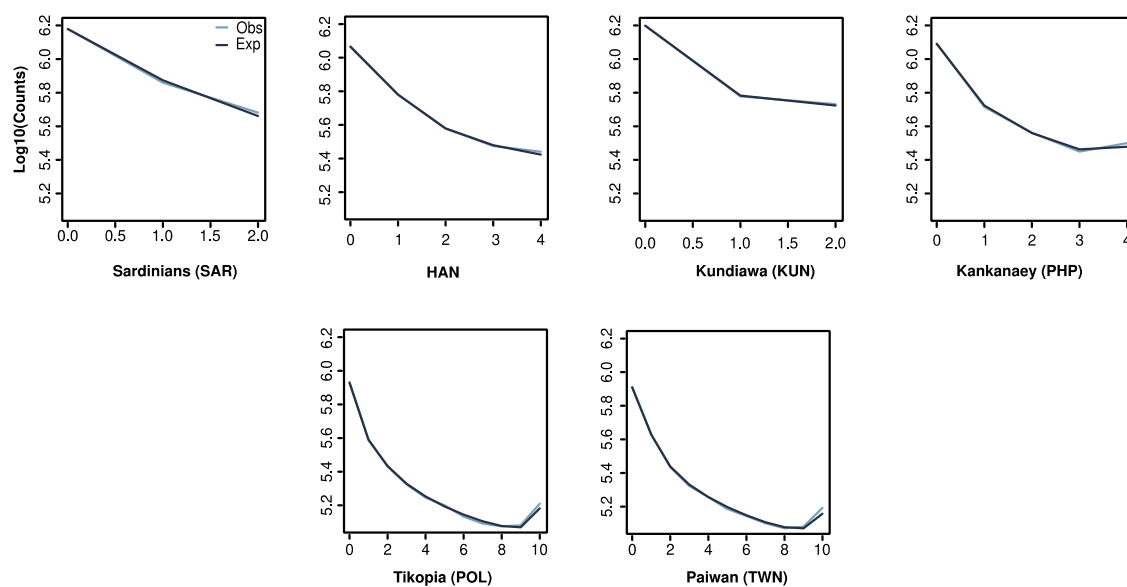 Log10(Counts)
6.2
6.0
5.8
5.6
5.4
5.2
Obs
Exp
0.0 0.5 1.0 1.5 2.0
Sardinians (SAR)
6.2
6.0
5.8
5.6
5.4
5.2
0 1 2 3 4
HAN
6.2
6.0
5.8
5.6
5.4
5.2
0.0 0.5 1.0 1.5 2.0
Kundiawa (KUN)
6.2
6.0
5.8
5.6
5.4
5.2
0 1 2 3 4
Kankanaey (PHP)
6.2
6.0
5.8
5.6
5.4
5.2
0 2 4 6 8 10
Tikopia (POL)
6.2
6.0
5.8
5.6
5.4
5.2
0 2 4 6 8 10
Paiwan (TWN)